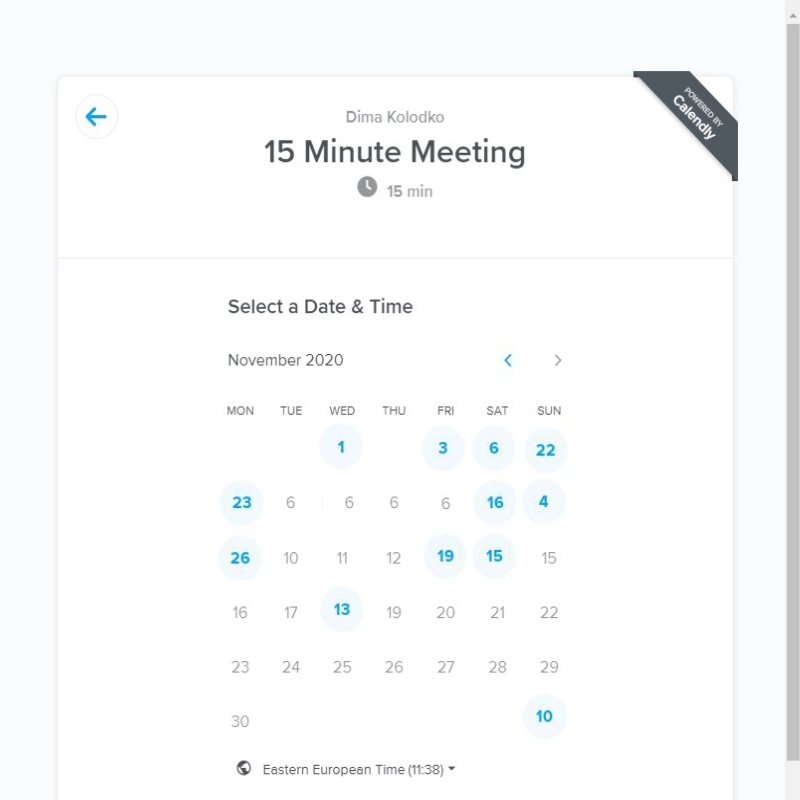 POWERED BY
Calendly
Dima Kolodko
15 Minute Meeting
15 min
Select a Date & Time
November 2020
MON TUE WED THU FRI SAT SUN
1 3 6 22
23 6 6 6 6 16 4
26 10 11 12 19 15 15
16 17 13 19 20 21 22
23 24 25 26 27 28 29
30 10
Eastern European Time (11:38)